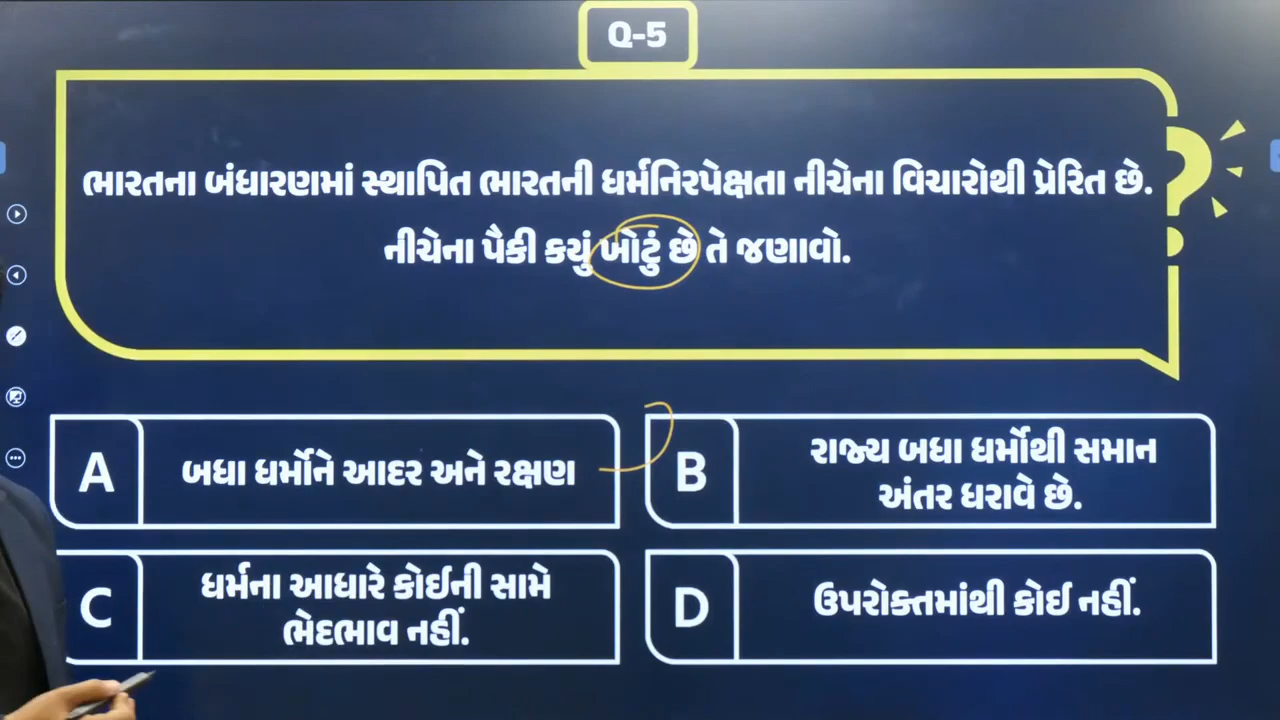 Q-5
ભારતના બંધારણમાં સ્થાપિત ભારતની ધર્મનિરપેક્ષતા નીચેના વિચારોથી પ્રેરિત છે.
નીચેના પૈકી કયું ખોટું છે તે જણાવો.
A
બધા ધર્મોને આદર અને રક્ષણ
B
રાજ્ય બધા ધર્મોથી સમાન
અંતર ધરાવે છે.
C
ધર્મના આધારે કોઈની સામે
ભેદભાવ નહીં.
D
ઉપરોક્તમાંથી કોઈ નહીં.